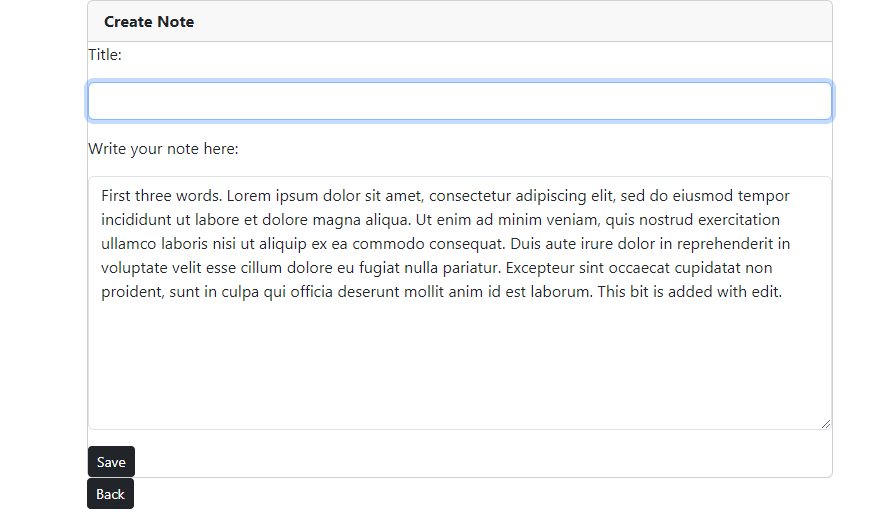 Create Note
Title:
Write your note here:
First three words. Lorem ipsum dolor sit amet, consectetur adipiscing elit, sed do eiusmod tempor
incididunt ut labore et dolore magna aliqua. Ut enim ad minim veniam, quis nostrud exercitation
ullamco laboris nisi ut aliquip ex ea commodo consequat. Duis aute irure dolor in reprehenderit in
voluptate velit esse cillum dolore eu fugiat nulla pariatur. Excepteur sint occaecat cupidatat non
proident, sunt in culpa qui officia deserunt mollit anim id est laborum. This bit is added with edit.
Save
Back